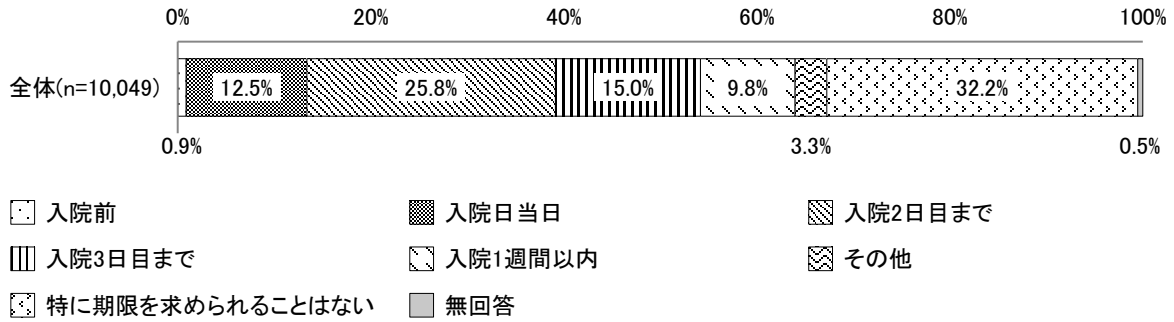 0% 20% 40% 60% 80% 100%
全体(n=10,049) 12.5% 25.8% 15.0% 9.8% 32.2%
0.9% 3.3% 0.5%
入院前 入院日当日 入院2日目まで
入院3日目まで 入院1週間以内 その他
特に期限を求められることはない 無回答